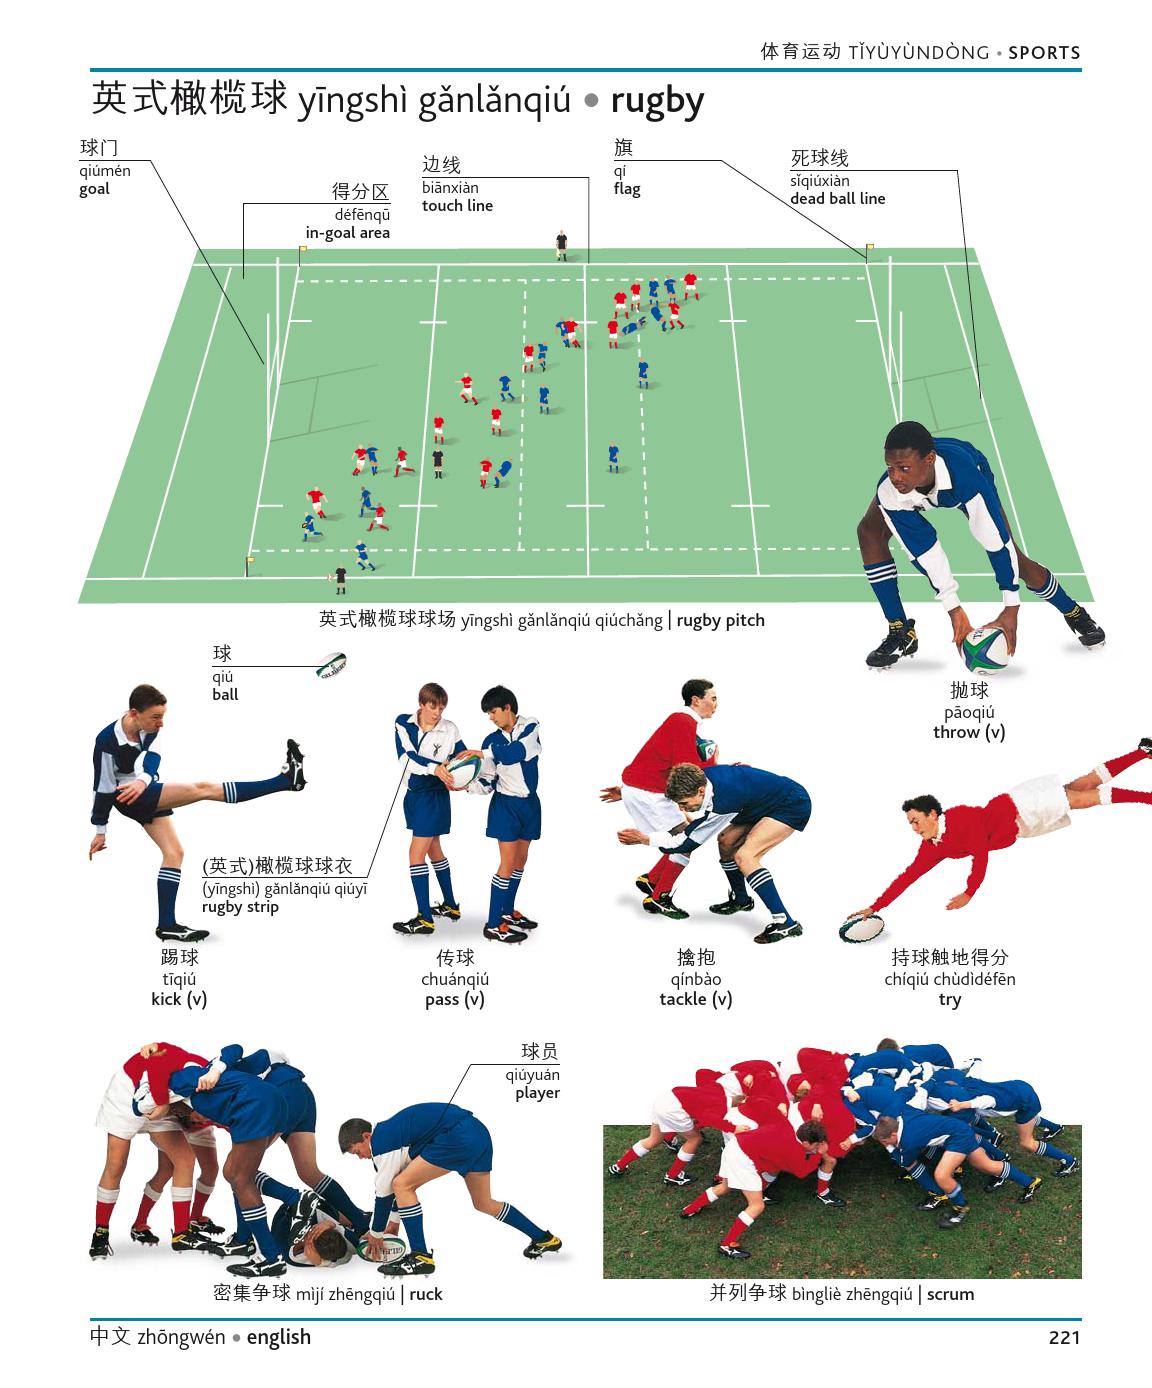 体育运动 TǏYÙYÙNDÒNG • SPORTS
英式橄榄球 yīngshì gǎnlǎnqiú • rugby
球门
qiúmén
goal
得分区
défēnqū
in-goal area
边线
biānxiàn
touch line
旗
qí
flag
死球线
sǐqiúxiàn
dead ball line
英式橄榄球球场 yīngshì gǎnlǎnqiú qiúchǎng | rugby pitch
球
qiú
ball
抛球
pāoqiú
throw (v)
(英式)橄榄球球衣
(yīngshì) gǎnlǎnqiú qiúyī
rugby strip
踢球
tīqiú
kick (v)
传球
chuánqiú
pass (v)
擒抱
qínbào
tackle (v)
持球触地得分
chíqiú chùdìdéfēn
try
球员
qiúyuán
player
密集争球 mìjí zhēngqiú | ruck
并列争球 bìngliè zhēngqiú | scrum
中文 zhōngwén • english
221